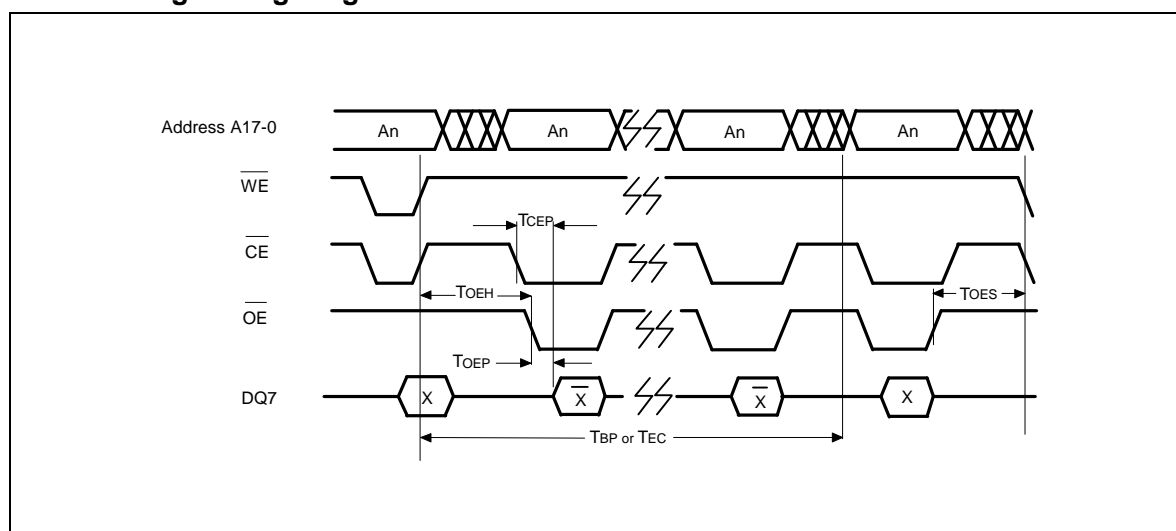 Address A17-0
An
An
An
An
WE
TCEP
CE
TOEH
TOES
OE
TOEP
DQ7
X
X
X
X
TBP or TEC